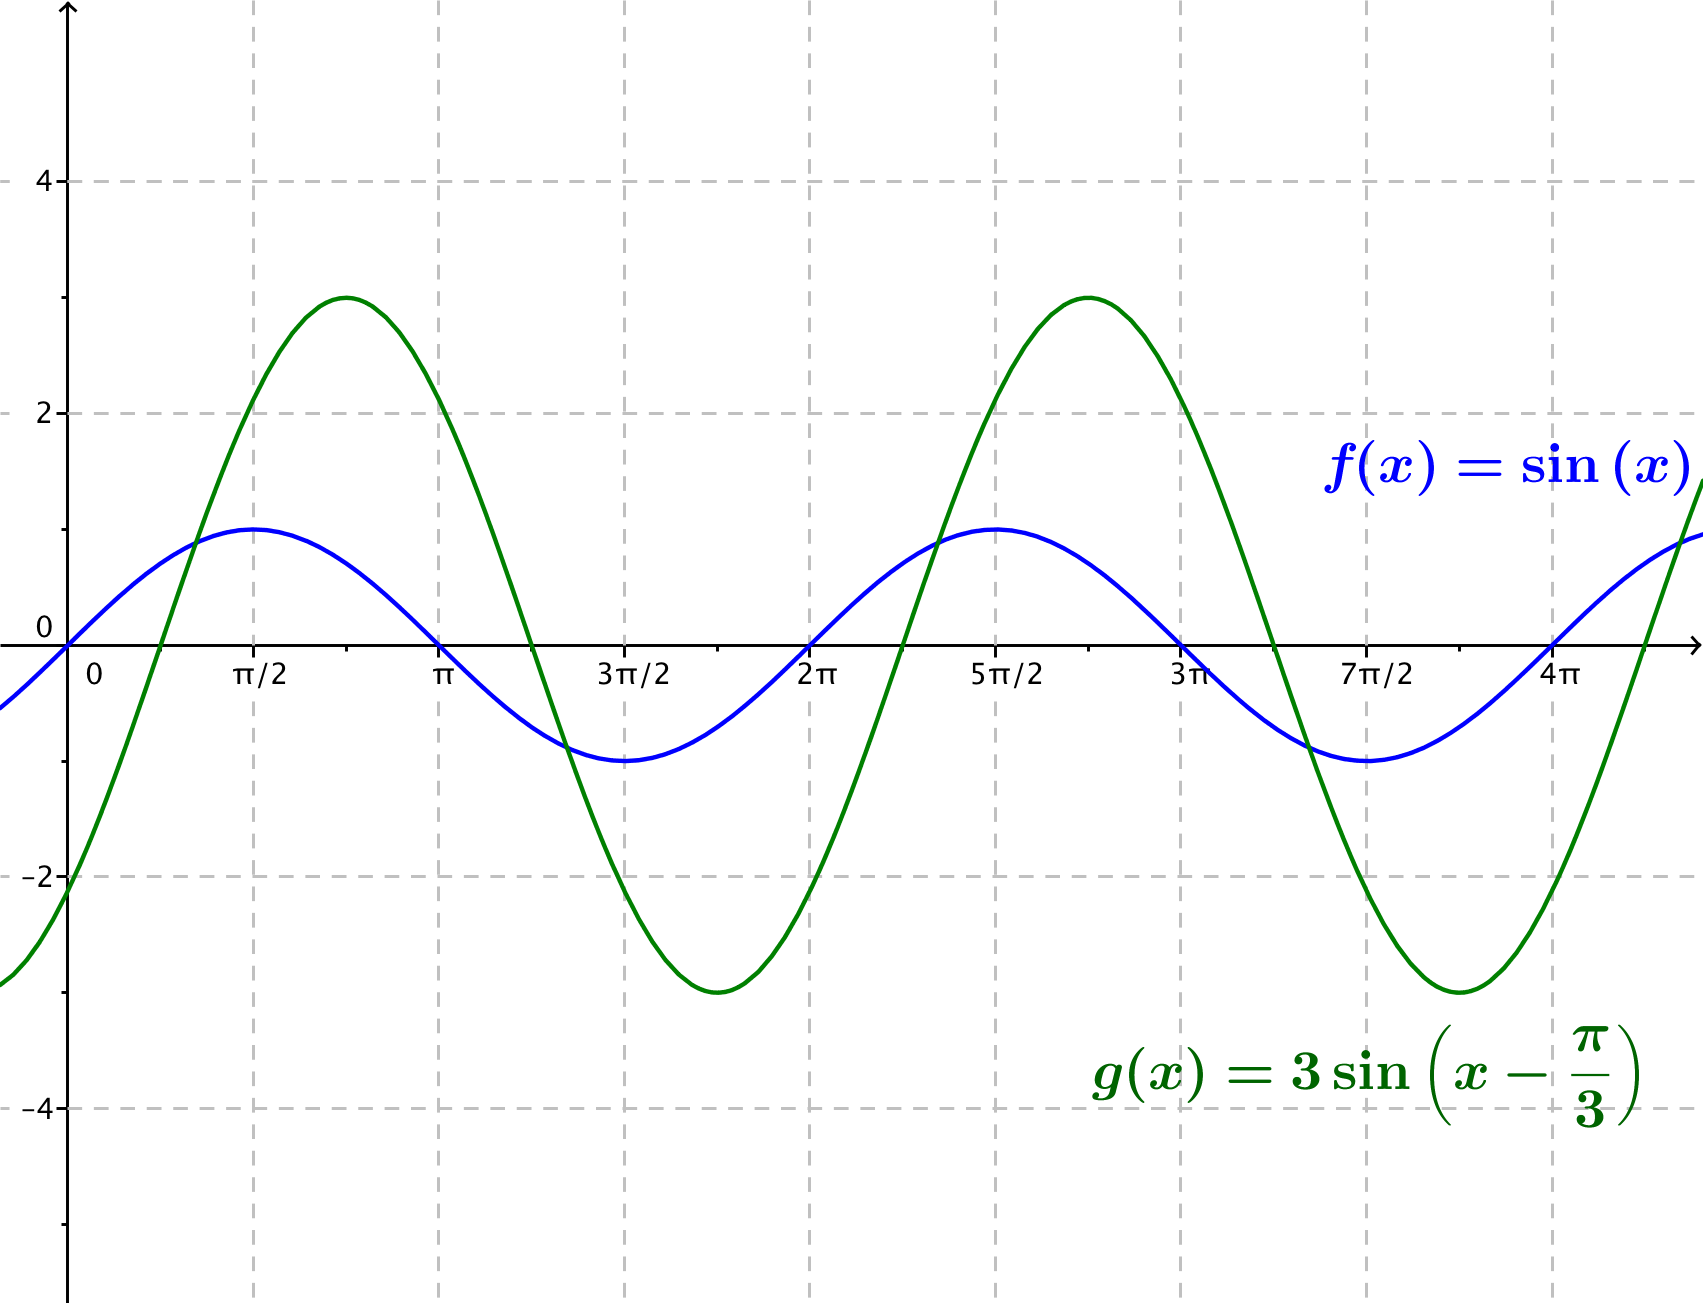 4
2
f(x) = sin (x)
0
0 π/2 π 3π/2 2π 5π/2 3π 7π/2 4π
-2
g(x) = 3 sin (x − π/3)
-4